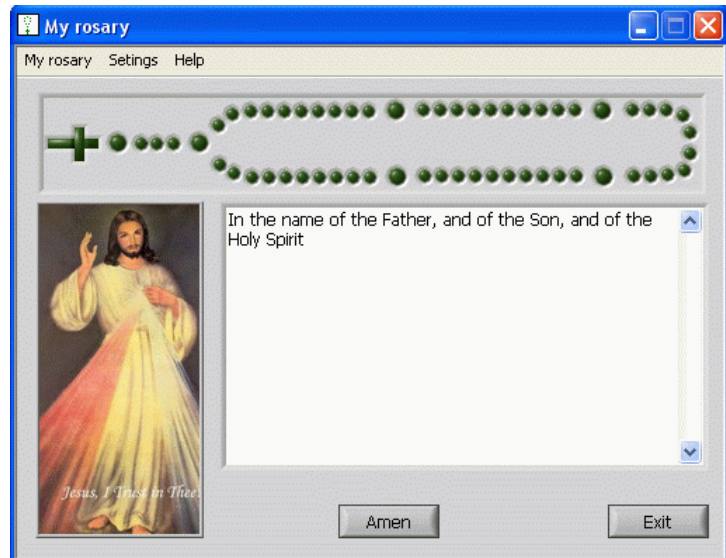 My rosary
My rosary Setings Help
In the name of the Father, and of the Son, and of the
Holy Spirit
Jesus, I Trust in Thee!
Amen
Exit